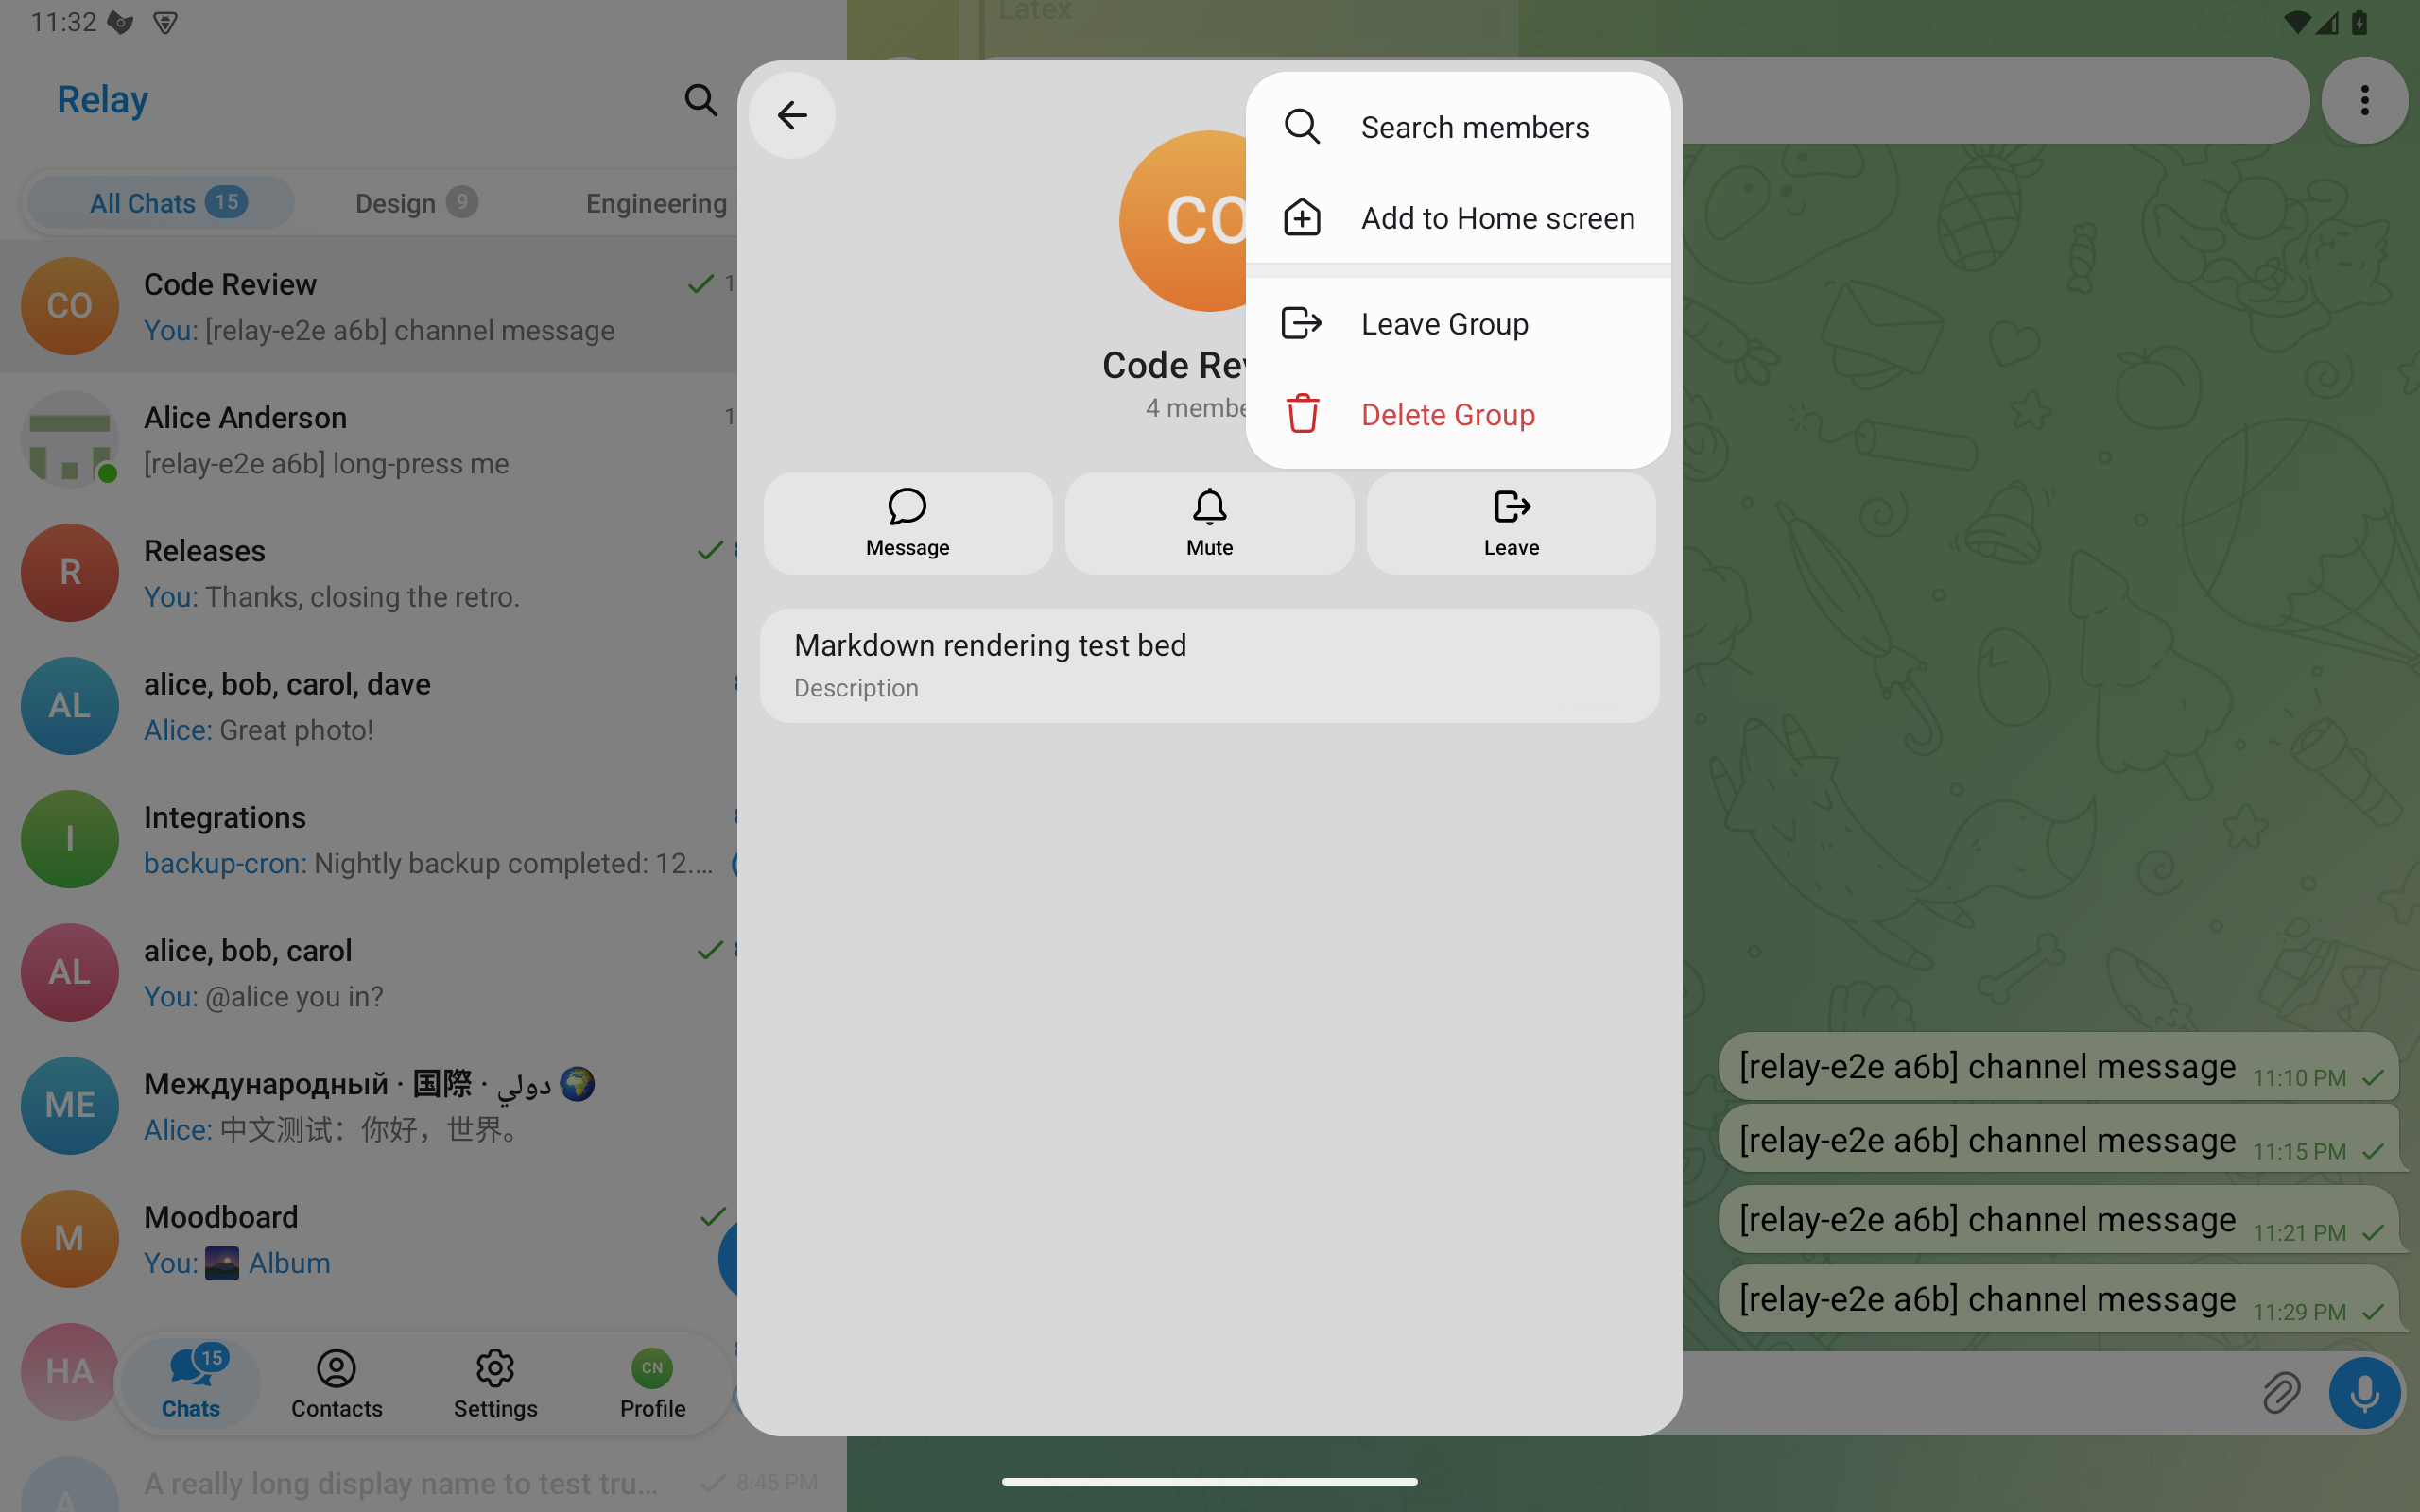 11:32
Latex
Relay
All Chats 15
Design 9
Engineering
CO
Code Review
You: [relay-e2e a6b] channel message
Alice Anderson
[relay-e2e a6b] long-press me
R
Releases
You: Thanks, closing the retro.
AL
alice, bob, carol, dave
Alice: Great photo!
I
Integrations
backup-cron: Nightly backup completed: 12.…
AL
alice, bob, carol
You: @alice you in?
ME
Международный · 国際 · دولي 🌍
Alice: 中文测试：你好，世界。
M
Moodboard
You: Album
HA
15
Chats
Contacts
Settings
CN
Profile
A
A really long display name to test tru…
8:45 PM
CO
Code Rev
4 membe
Search members
Add to Home screen
Leave Group
Delete Group
Message
Mute
Leave
Markdown rendering test bed
Description
[relay-e2e a6b] channel message 11:10 PM
[relay-e2e a6b] channel message 11:15 PM
[relay-e2e a6b] channel message 11:21 PM
[relay-e2e a6b] channel message 11:29 PM